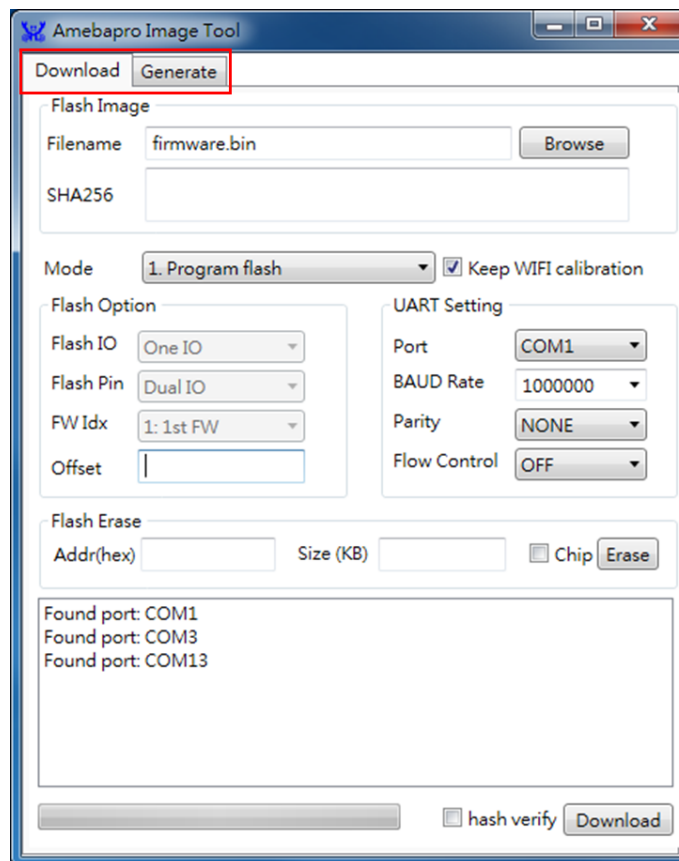 Amebapro Image Tool
Download Generate
Flash Image
Filename firmware.bin Browse
SHA256
Mode 1. Program flash Keep WIFI calibration
Flash Option UART Setting
Flash IO One IO Port COM1
Flash Pin Dual IO BAUD Rate 1000000
FW Idx 1: 1st FW Parity NONE
Offset Flow Control OFF
Flash Erase
Addr(hex) Size (KB) Chip Erase
Found port: COM1
Found port: COM3
Found port: COM13
hash verify Download